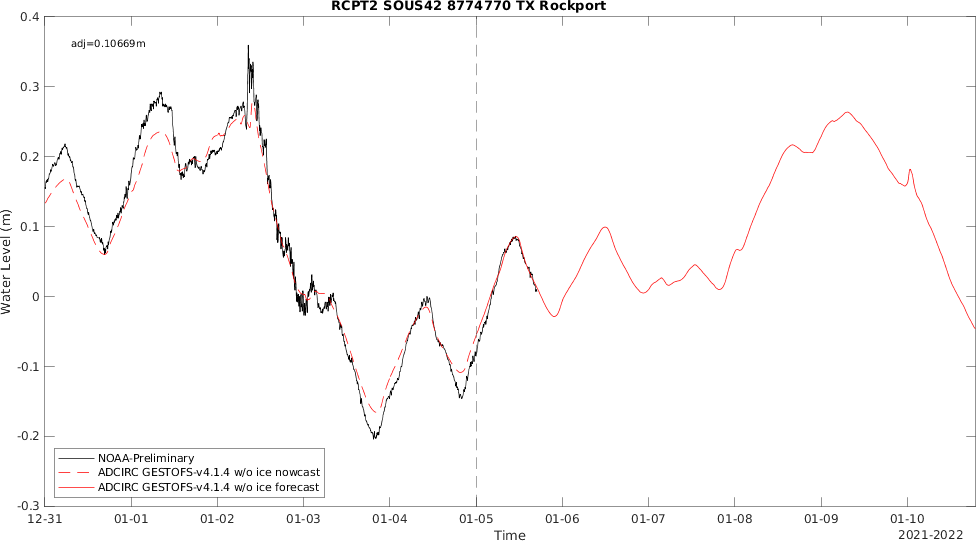 RCPT2 SOUS42 8774770 TX Rockport
adj=0.10669m
0.4
0.3
0.2
0.1
0
-0.1
-0.2
-0.3
Water Level (m)
NOAA-Preliminary
ADCIRC GESTOFS-v4.1.4 w/o ice nowcast
ADCIRC GESTOFS-v4.1.4 w/o ice forecast
12-31 01-01 01-02 01-03 01-04 01-05 01-06 01-07 01-08 01-09 01-10
Time
2021-2022